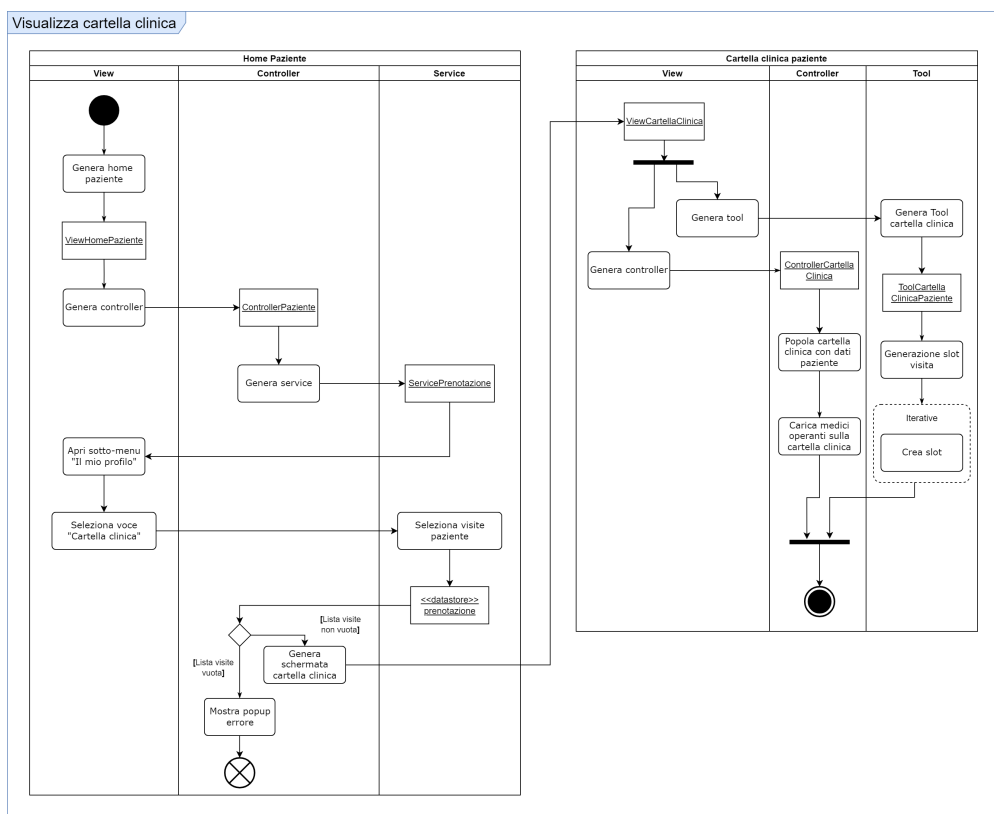 Visualizza cartella clinica
Home Paziente
View
Controller
Service
Genera home
paziente
ViewHomePaziente
Genera controller
ControllerPaziente
Genera service
ServicePrenotazione
Apri sotto-menu
"Il mio profilo"
Seleziona voce
"Cartella clinica"
Seleziona visite
paziente
<<datastore>>
prenotazione
[Lista visite
non vuota]
[Lista visite
vuota]
Genera
schermata
cartella clinica
Mostra popup
errore
Cartella clinica paziente
View
Controller
Tool
ViewCartellaClinica
Genera tool
Genera Tool
cartella clinica
Genera controller
ControllerCartella
Clinica
ToolCartella
ClinicaPaziente
Popola cartella
clinica con dati
paziente
Generazione slot
visita
Carica medici
operanti sulla
cartella clinica
Iterative
Crea slot